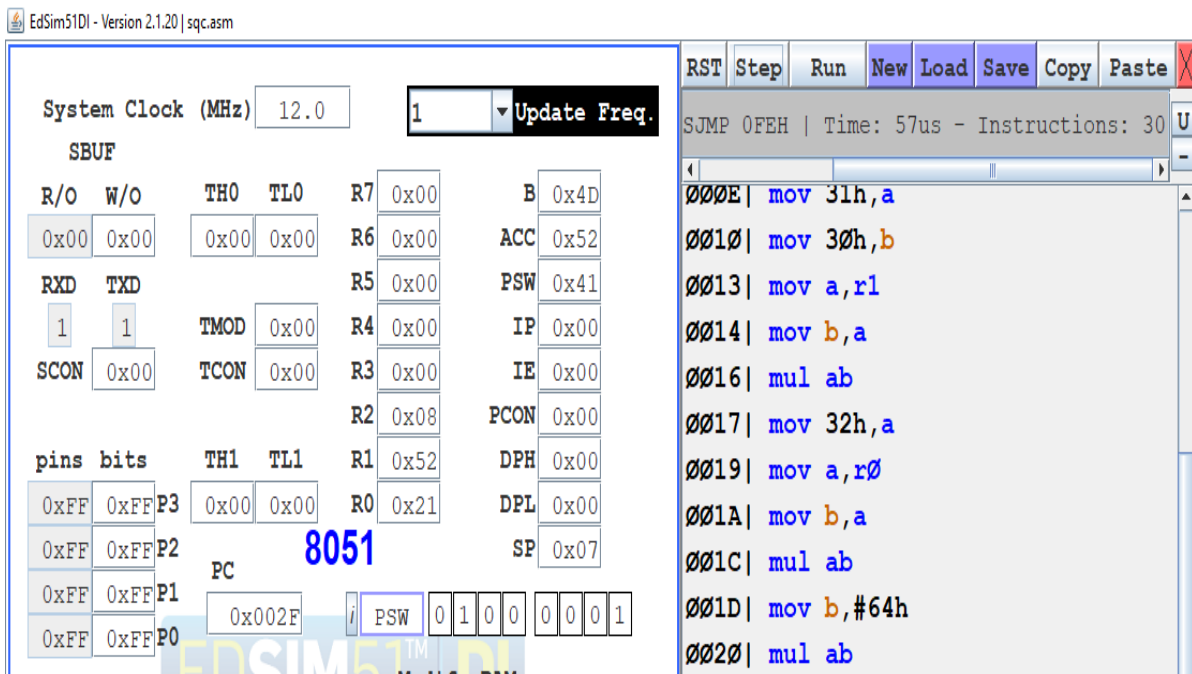 EdSim51DI - Version 2.1.20 | sqc.asm
RST Step Run New Load Save Copy Paste X
System Clock (MHz) 12.0 1 Update Freq.
SJMP 0FEH | Time: 57us - Instructions: 30 U
-
SBUF
R/O W/O TH0 TL0 R7 0x00 B 0x4D
0x00 0x00 0x00 0x00 R6 0x00 ACC 0x52
RXD TXD R5 0x00 PSW 0x41
1 1 TMOD 0x00 R4 0x00 IP 0x00
SCON 0x00 TCON 0x00 R3 0x00 IE 0x00
R2 0x08 PCON 0x00
pins bits TH1 TL1 R1 0x52 DPH 0x00
0xFF 0xFF P3 0x00 0x00 R0 0x21 DPL 0x00
0xFF 0xFF P2 8051 SP 0x07
PC
0xFF 0xFF P1
0x002F i PSW 0 1 0 0 0 0 0 1
0xFF 0xFF P0
EDSIM51™ DI
000E| mov 31h,a
0010| mov 30h,b
0013| mov a,r1
0014| mov b,a
0016| mul ab
0017| mov 32h,a
0019| mov a,r0
001A| mov b,a
001C| mul ab
001D| mov b,#64h
0020| mul ab